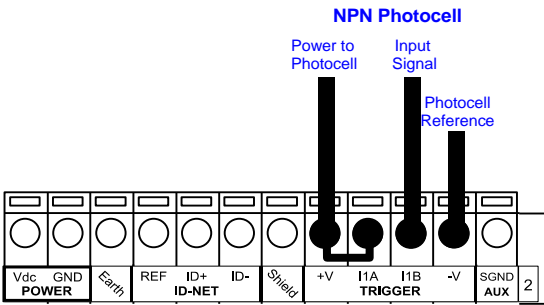 NPN Photocell
Power to
Photocell
Input
Signal
Photocell
Reference
Vdc GND Earth REF ID+ ID- Shield +V I1A I1B -V SGND
POWER ID-NET TRIGGER AUX 2